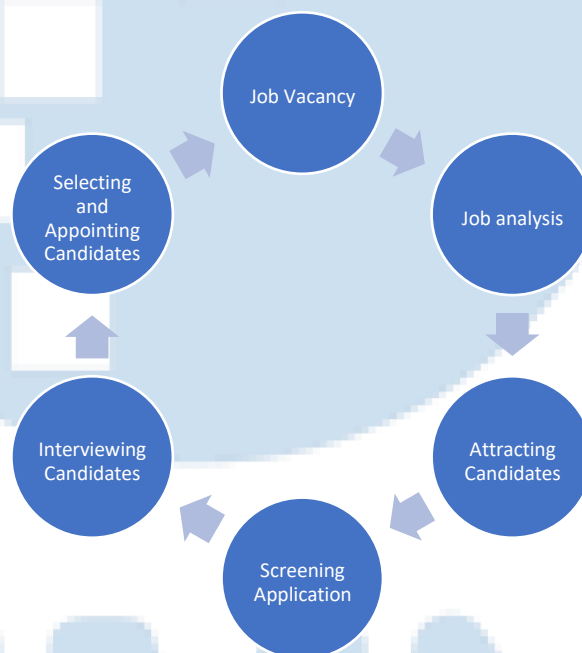 Job Vacancy
Job analysis
Attracting
Candidates
Screening
Application
Interviewing
Candidates
Selecting
and
Appointing
Candidates